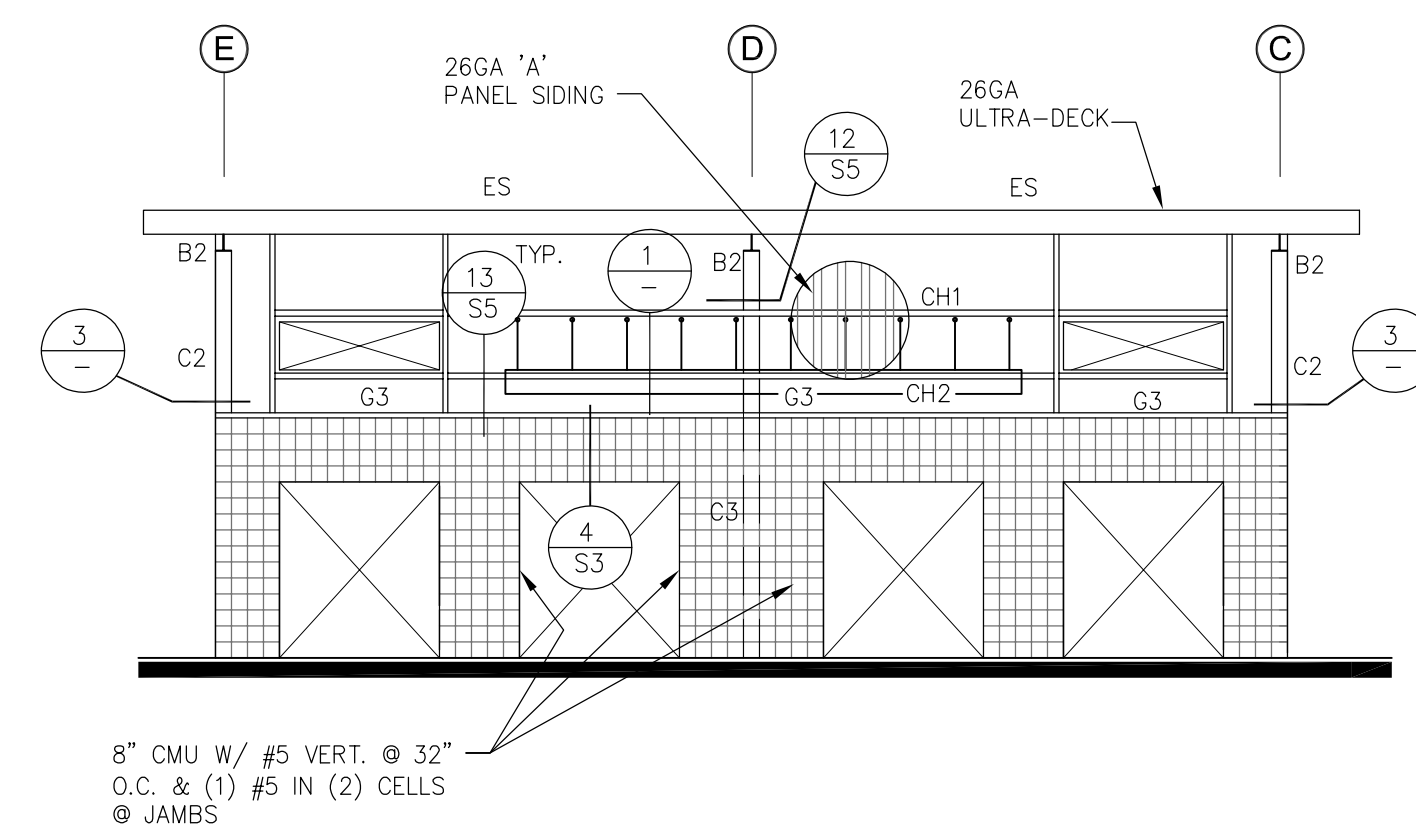 E
D
C
26GA 'A'
PANEL SIDING
26GA
ULTRA-DECK
12
S5
ES
ES
B2
TYP.
1
-
B2
B2
13
S5
CH1
3
-
C2
3
-
C2
G3
G3
CH2
G3
C3
4
S3
8" CMU W/ #5 VERT. @ 32"
O.C. & (1) #5 IN (2) CELLS
@ JAMBS